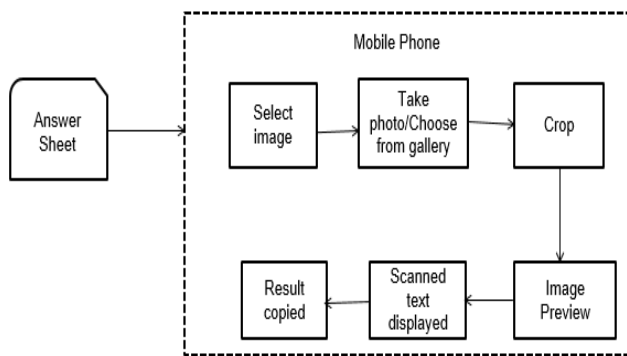 Mobile Phone
Answer
Sheet
Select
image
Take
photo/Choose
from gallery
Crop
Image
Preview
Scanned
text
displayed
Result
copied